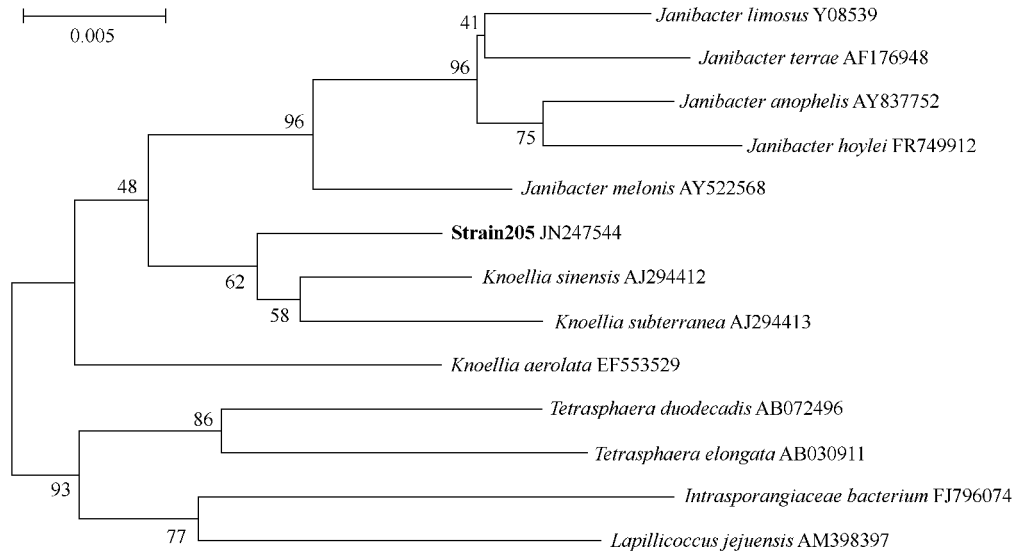 0.005
41
Janibacter limosus Y08539
Janibacter terrae AF176948
96
Janibacter anophelis AY837752
75
Janibacter hoylei FR749912
96
Janibacter melonis AY522568
48
Strain205 JN247544
62
Knoellia sinensis AJ294412
58
Knoellia subterranea AJ294413
Knoellia aerolata EF553529
Tetrasphaera duodecadis AB072496
86
Tetrasphaera elongata AB030911
93
Intrasporangiaceae bacterium FJ796074
77
Lapillicoccus jejuensis AM398397